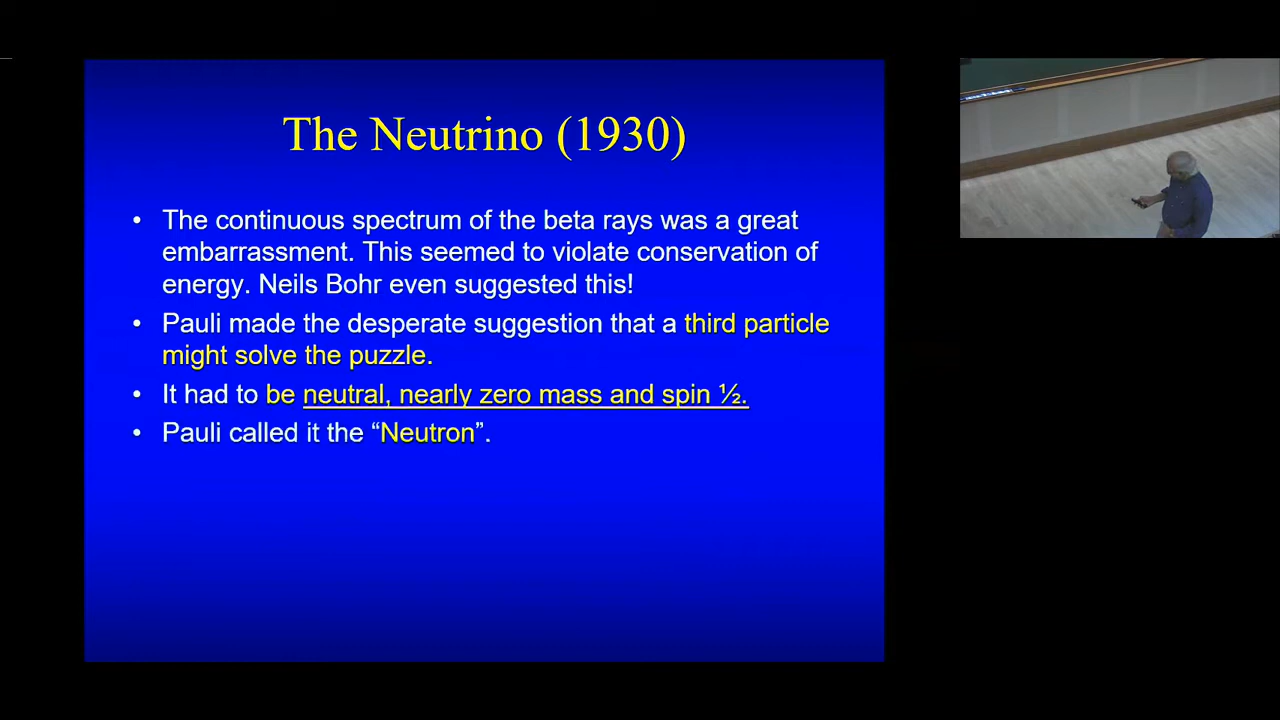 The Neutrino (1930)
• The continuous spectrum of the beta rays was a great
embarrassment. This seemed to violate conservation of
energy. Neils Bohr even suggested this!
• Pauli made the desperate suggestion that a third particle
might solve the puzzle.
• It had to be neutral, nearly zero mass and spin ½.
• Pauli called it the “Neutron”.